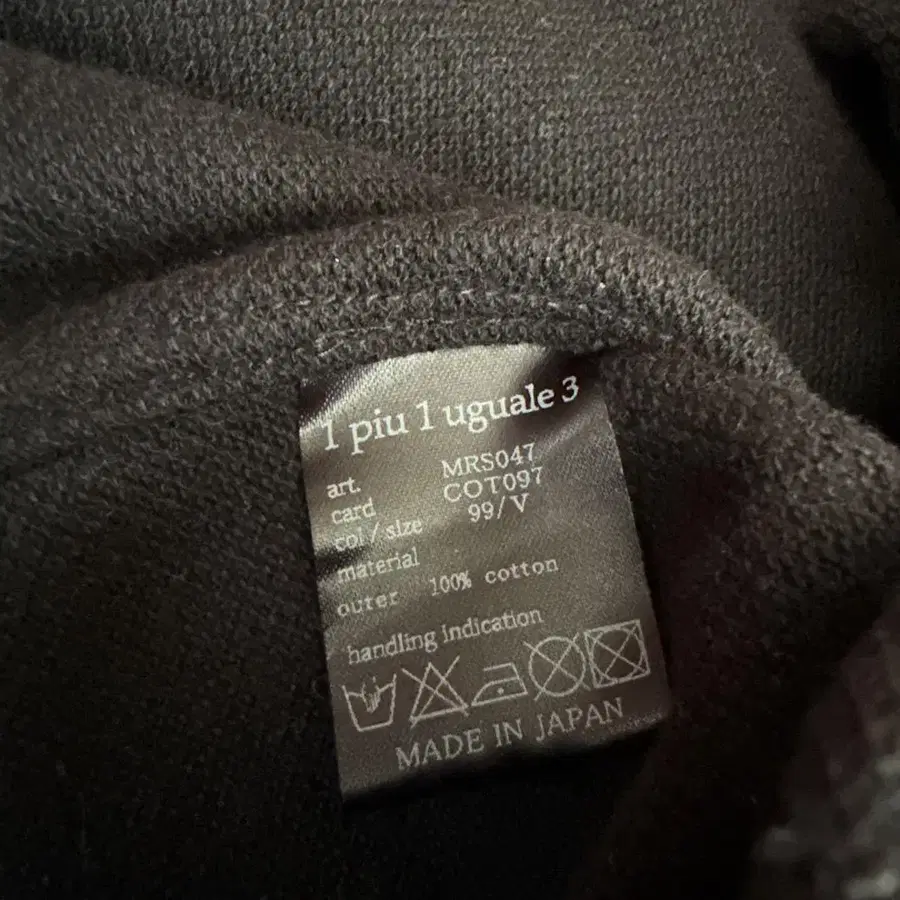 1 piu 1 uguale 3
art. MRS047
card COT097
col / size 99/V
material
outer 100% cotton
handling indication
MADE IN JAPAN